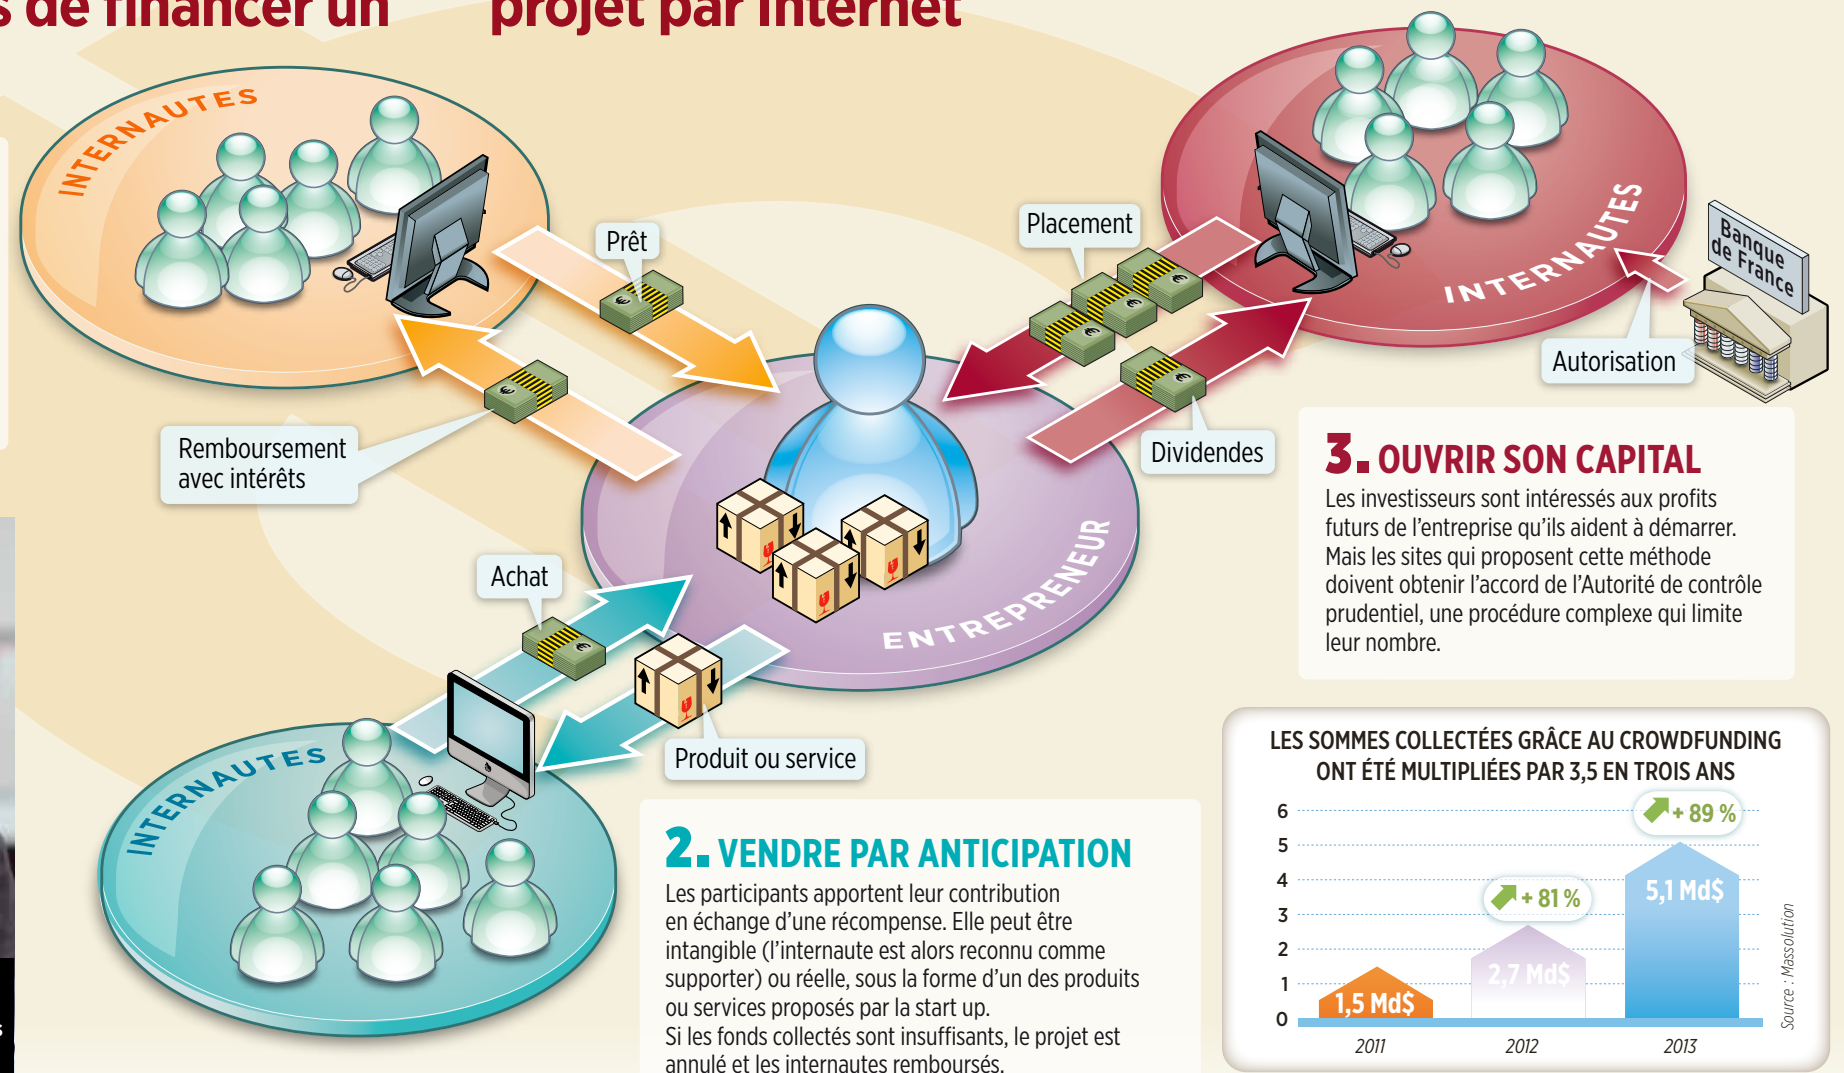 s de financer un projet par Internet
INTERNAUTES
Prêt
Remboursement
avec intérêts
Placement
Dividendes
INTERNAUTES
Banque
de France
Autorisation
3. OUVRIR SON CAPITAL
Les investisseurs sont intéressés aux profits
futurs de l'entreprise qu'ils aident à démarrer.
Mais les sites qui proposent cette méthode
doivent obtenir l'accord de l'Autorité de contrôle
prudentiel, une procédure complexe qui limite
leur nombre.
ENTREPRENEUR
Achat
Produit ou service
INTERNAUTES
2. VENDRE PAR ANTICIPATION
Les participants apportent leur contribution
en échange d'une récompense. Elle peut être
intangible (l'internaute est alors reconnu comme
supporter) ou réelle, sous la forme d'un des produits
ou services proposés par la start up.
Si les fonds collectés sont insuffisants, le projet est
annulé et les internautes remboursés.
LES SOMMES COLLECTÉES GRÂCE AU CROWDFUNDING
ONT ÉTÉ MULTIPLIÉES PAR 3,5 EN TROIS ANS
6
5
4
3
2
1
0
+ 89 %
+ 81 %
5,1 Md$
2,7 Md$
1,5 Md$
2011
2012
2013
Source : Massolution
s